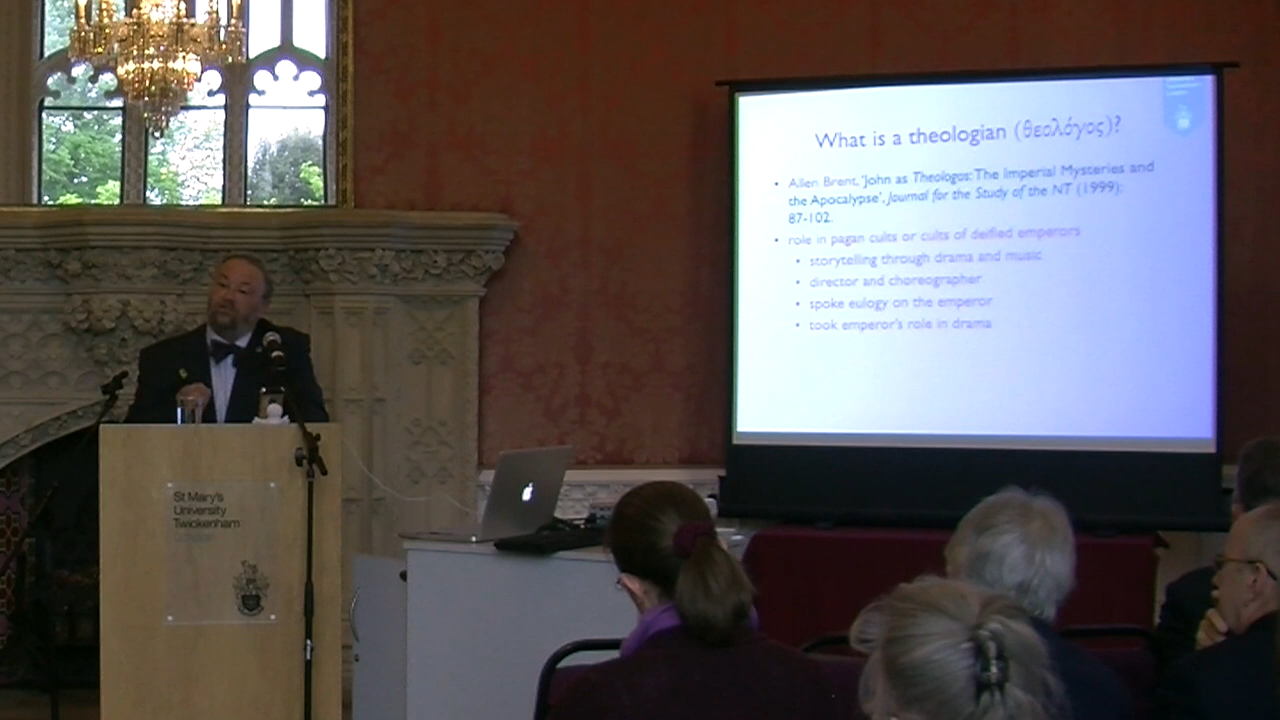 What is a theologian (θεολόγος)?
• Allen Brent, 'John as Theologos: The Imperial Mysteries and
the Apocalypse', Journal for the Study of the NT (1999):
87-102.
• role in pagan cults or cults of deified emperors
• storytelling through drama and music
• director and choreographer
• spoke eulogy on the emperor
• took emperor's role in drama
St Mary's
University
Twickenham
London